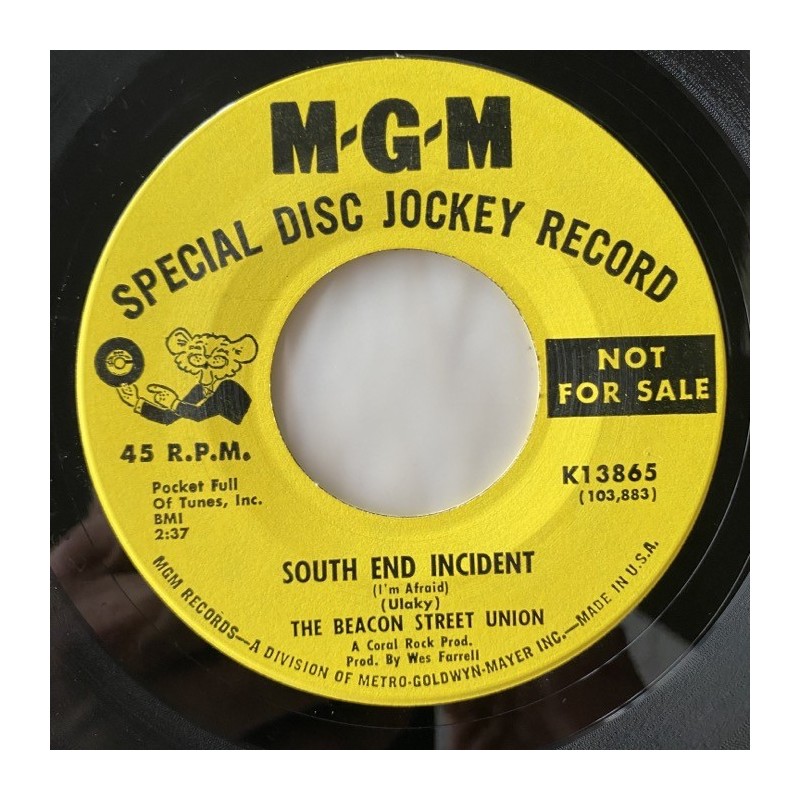 M-G-M
SPECIAL DISC JOCKEY RECORD
NOT
FOR SALE
45 R.P.M.
Pocket Full
Of Tunes, Inc.
BMI
2:37
K13865
(103,883)
SOUTH END INCIDENT
(I'm Afraid)
(Ulaky)
THE BEACON STREET UNION
A Coral Rock Prod.
Prod. By Wes Farrell
MGM RECORDS—A DIVISION OF METRO-GOLDWYN-MAYER INC.—MADE IN U.S.A.